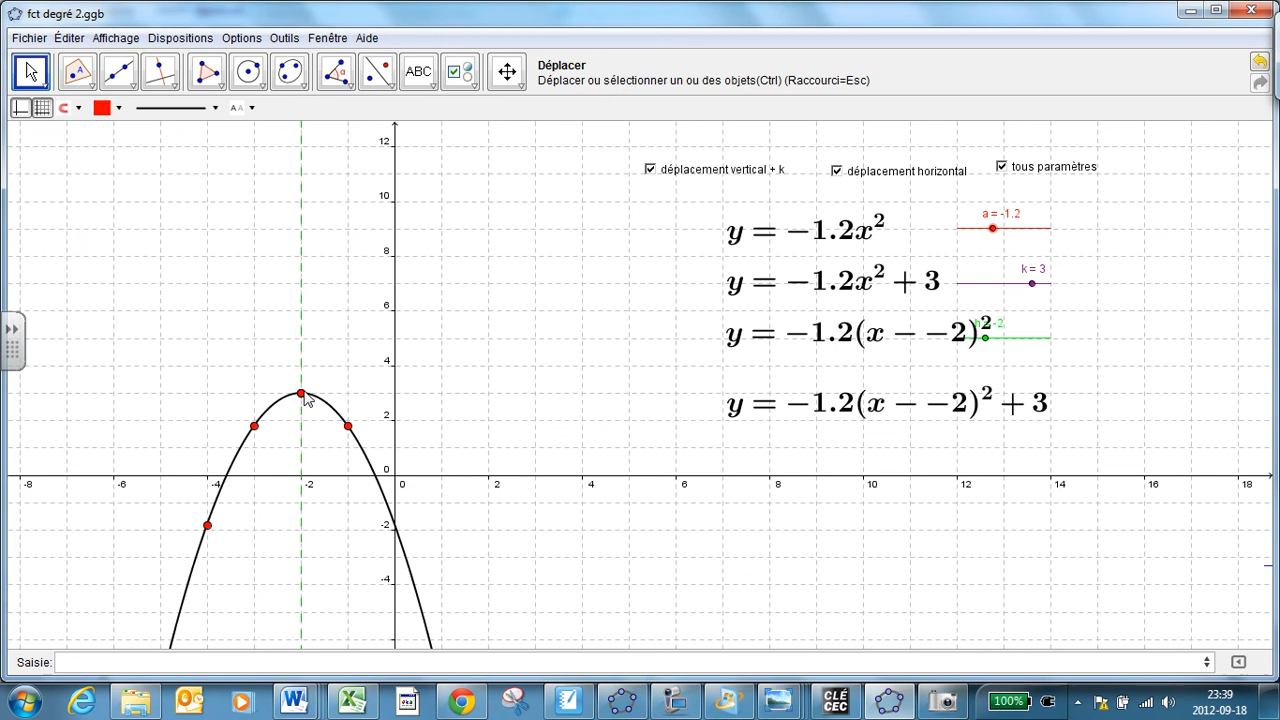 fct degré 2.ggb
Fichier Éditer Affichage Dispositions Options Outils Fenêtre Aide
ABC
Déplacer
Déplacer ou sélectionner un ou des objets(Ctrl) (Raccourci=Esc)
A A
déplacement vertical + k
déplacement horizontal
tous paramètres
a = -1.2
y = −1.2x²
k = 3
y = −1.2x² + 3
y = −1.2(x − −2)²
-2
y = −1.2(x − −2)² + 3
12
10
8
6
4
2
0
-2
-4
-8 -6 -4 -2 0 2 4 6 8 10 12 14 16 18
Saisie:
W
CLÉ
CEC
100%
23:39
2012-09-18